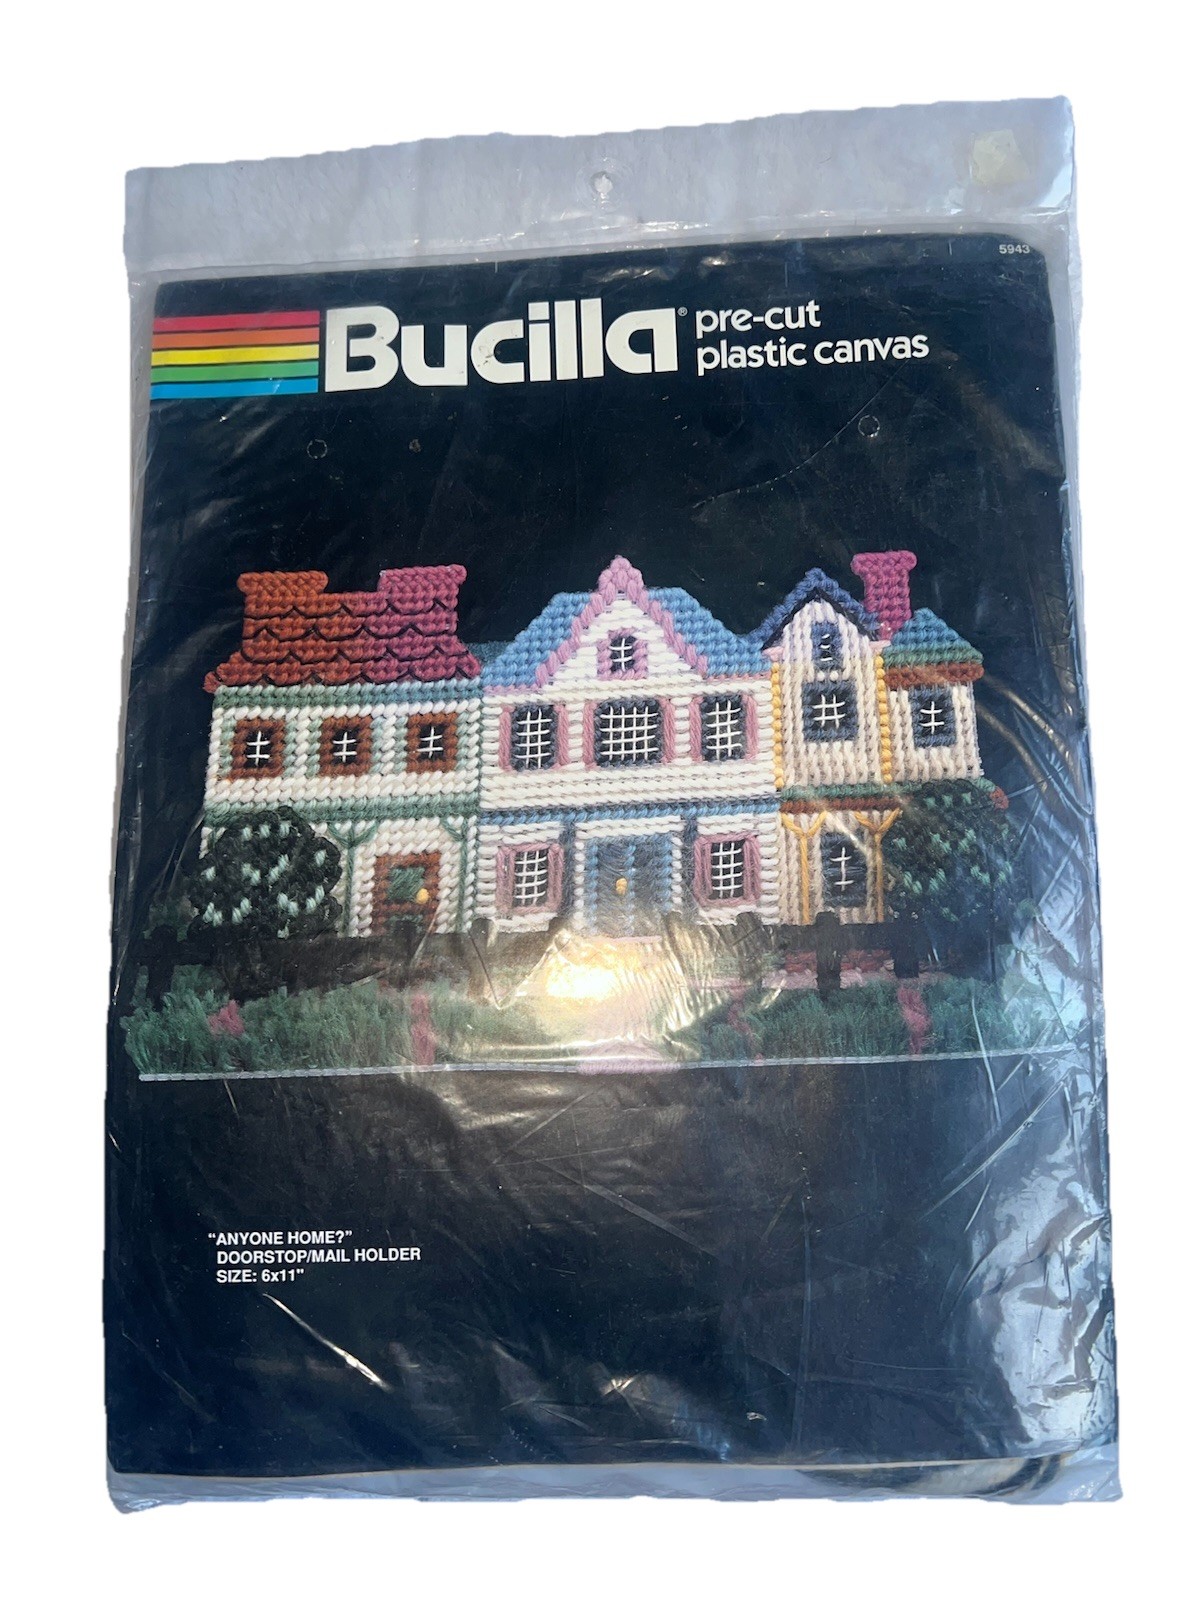 5943
Bucilla® pre-cut
plastic canvas
“ANYONE HOME?”
DOORSTOP/MAIL HOLDER
SIZE: 6x11"